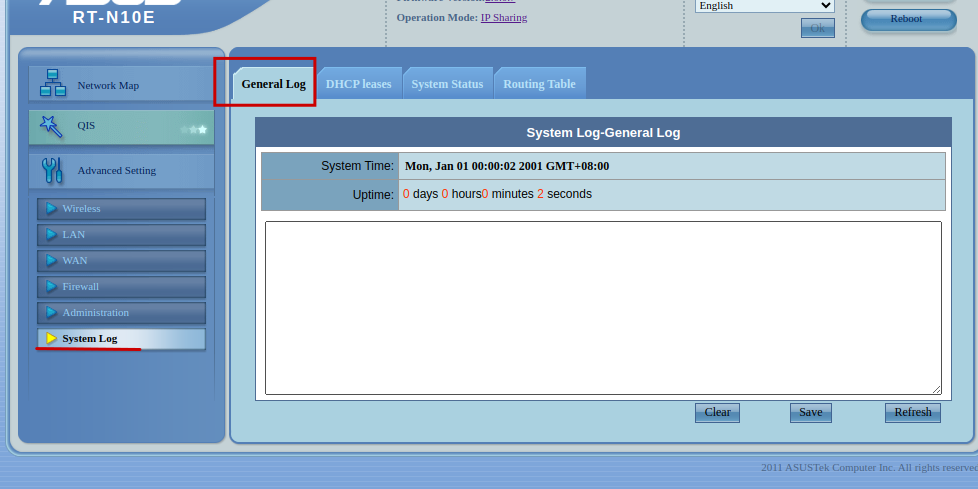 RT-N10E
Operation Mode: IP Sharing
English
Ok
Reboot
Network Map
QIS
Advanced Setting
Wireless
LAN
WAN
Firewall
Administration
System Log
General Log
DHCP leases
System Status
Routing Table
System Log-General Log
System Time: Mon, Jan 01 00:00:02 2001 GMT+08:00
Uptime: 0 days 0 hours0 minutes 2 seconds
Clear
Save
Refresh
2011 ASUSTek Computer Inc. All rights reserved